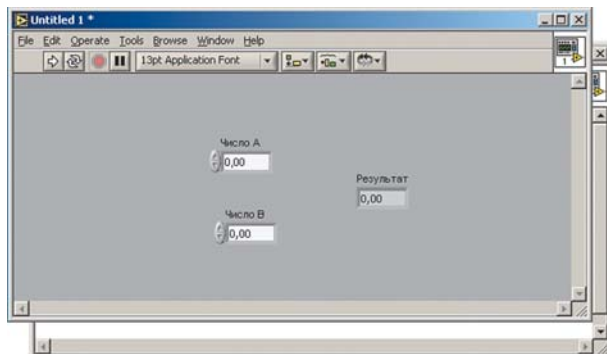 Untitled 1 *
File Edit Operate Tools Browse Window Help
13pt Application Font
1
Число A
0,00
Результат
0,00
Число B
0,00